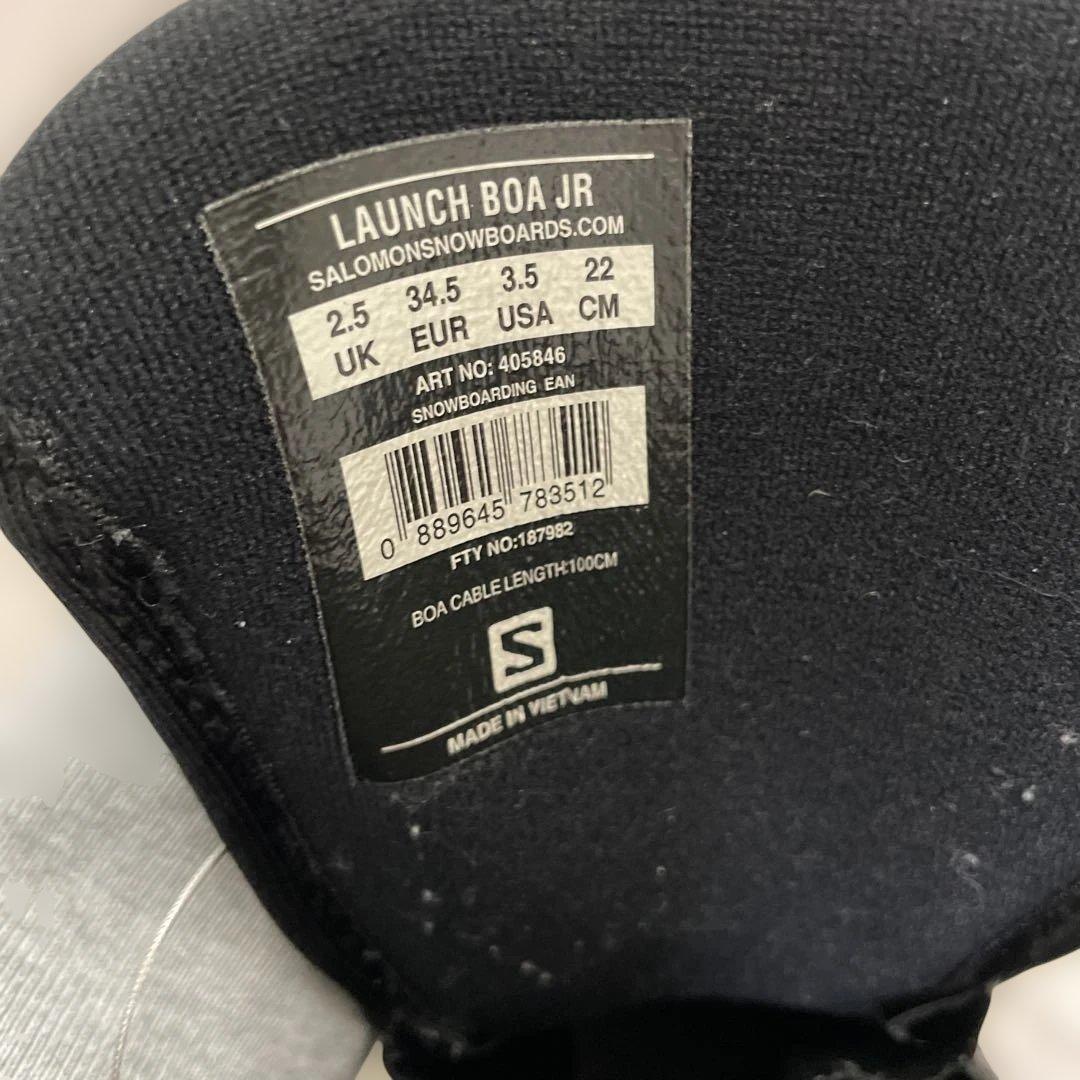 LAUNCH BOA JR
SALOMONSNOWBOARDS.COM
2.5 34.5 3.5 22
UK EUR USA CM
ART NO: 405846
SNOWBOARDING EAN
0 889645 783512
FTY NO:187982
BOA CABLE LENGTH:100CM
S
MADE IN VIETNAM